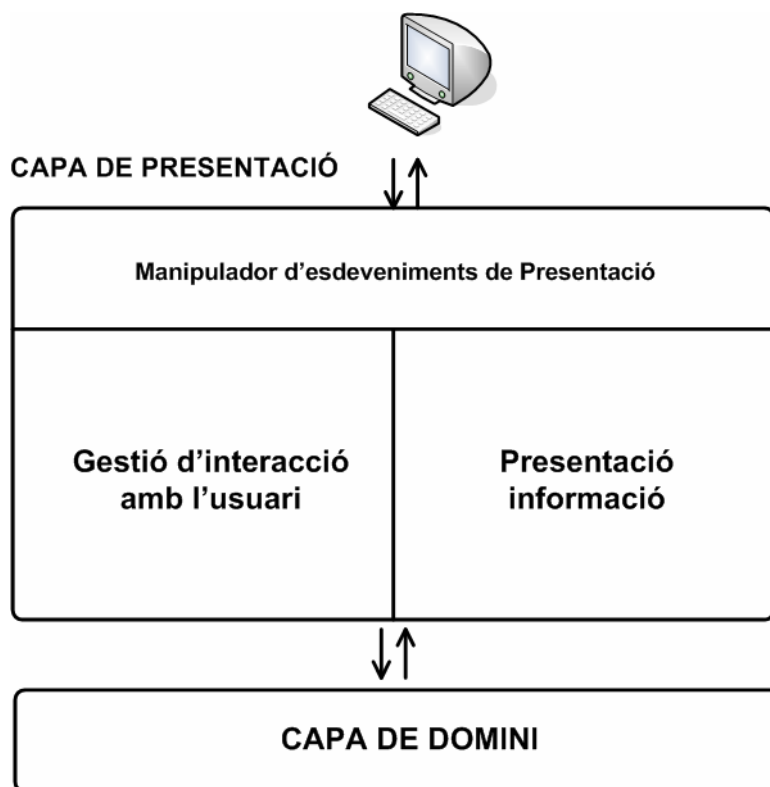 CAPA DE PRESENTACIÓ
Manipulador d'esdeveniments de Presentació
Gestió d'interacció
amb l'usuari
Presentació
informació
CAPA DE DOMINI